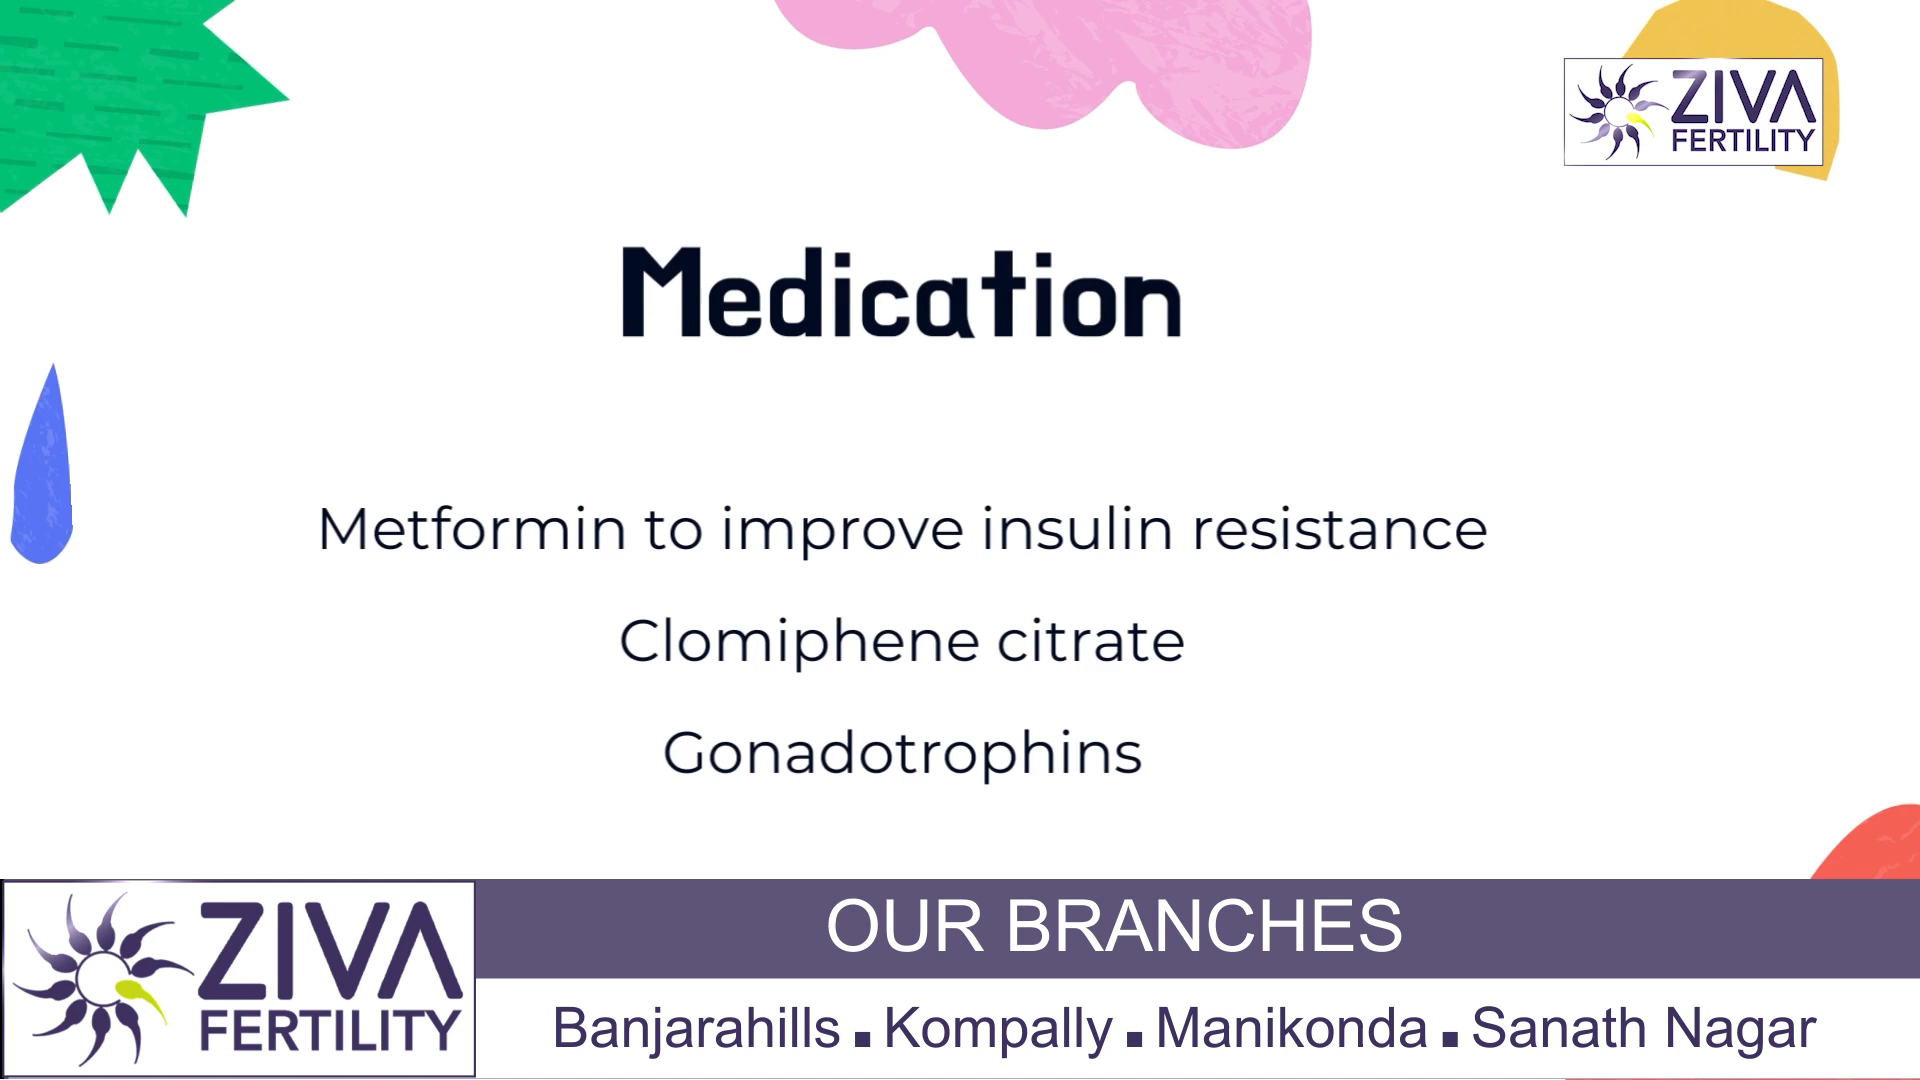 ZIVA
FERTILITY
Medication
Metformin to improve insulin resistance
Clomiphene citrate
Gonadotrophins
ZIVA
FERTILITY
OUR BRANCHES
Banjarahills ▪ Kompally ▪ Manikonda ▪ Sanath Nagar